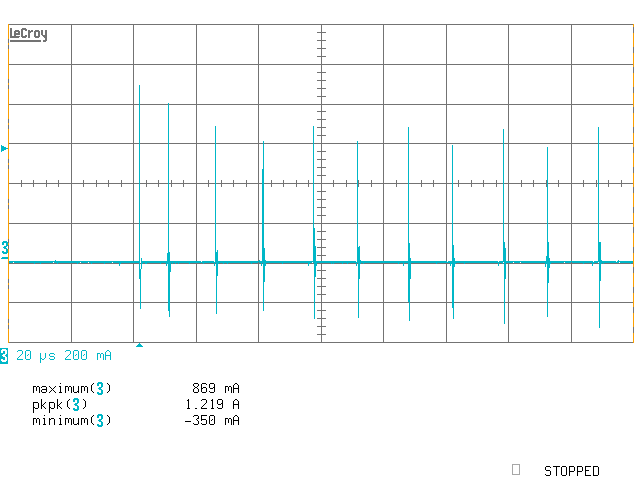 LeCroy
3
3 20 µs 200 mA
maximum(3) 869 mA
pkpk(3) 1.219 A
minimum(3) -350 mA
STOPPED